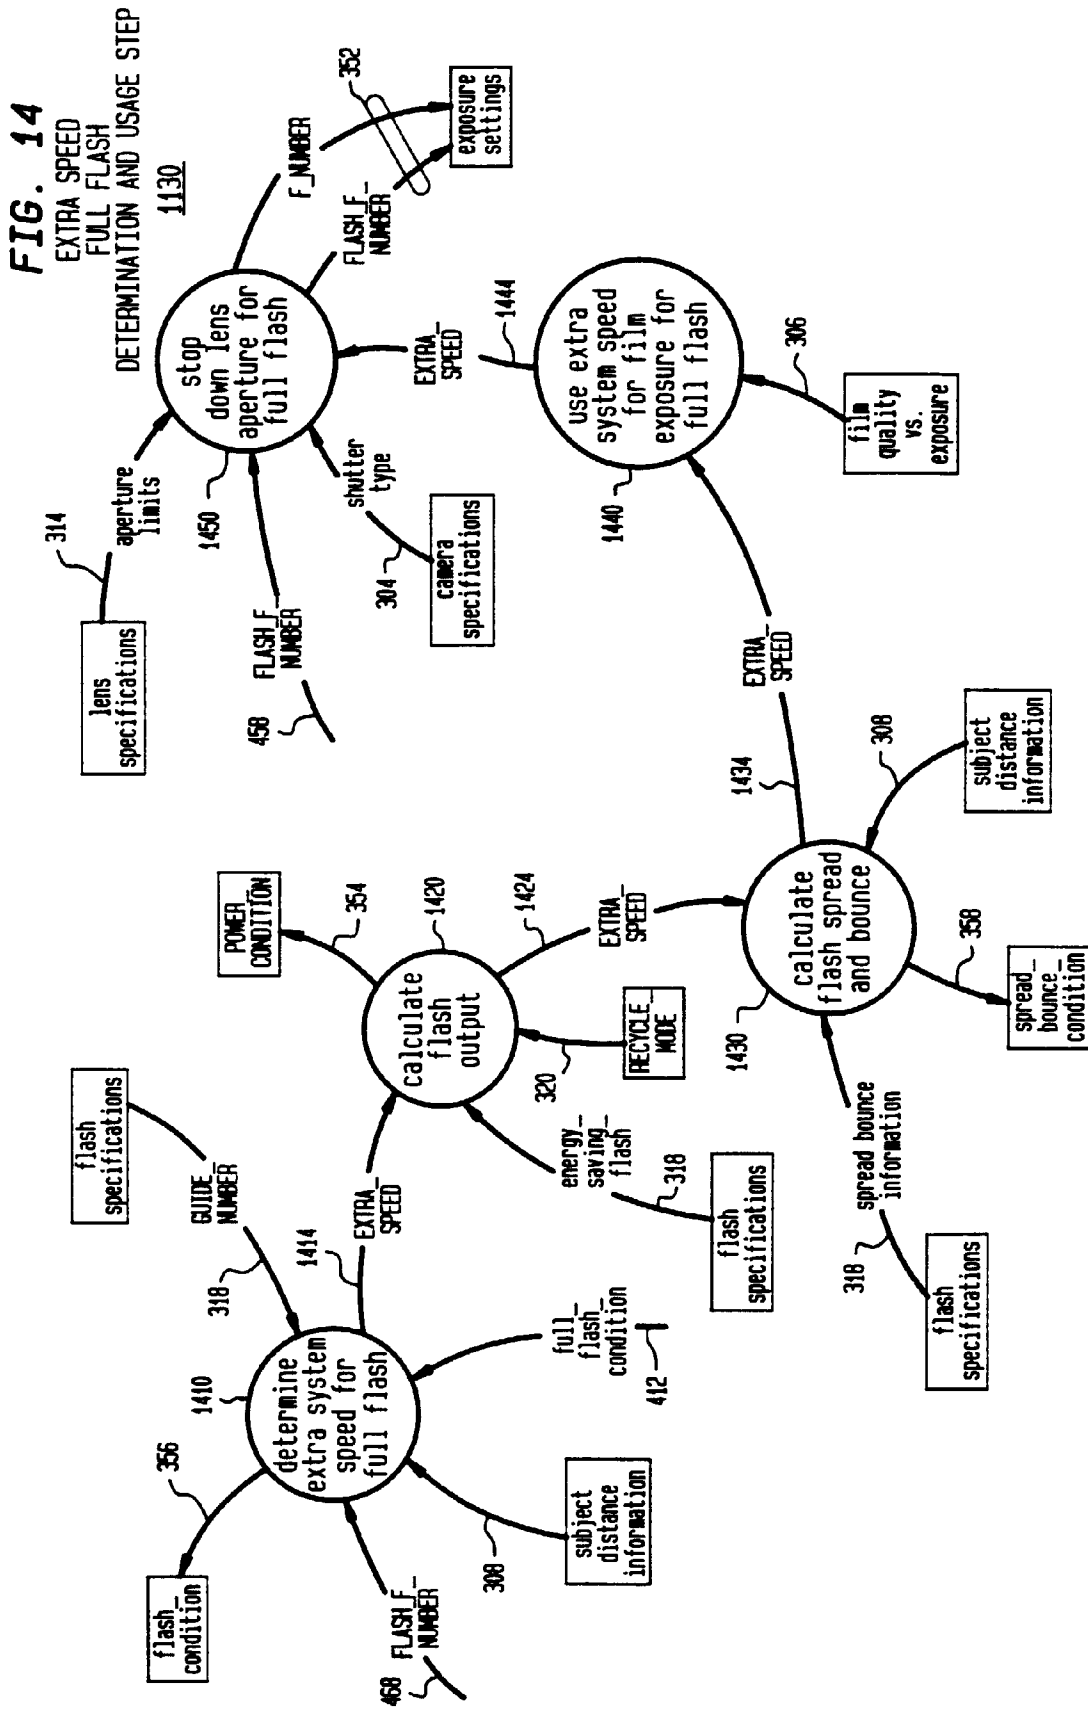 FIG. 14
EXTRA SPEED
FULL FLASH
DETERMINATION AND USAGE STEP
1130
flash_
condition
356
1410
determine
extra system
speed for
full flash
468
FLASH_F_
NUMBER
308
subject
distance
information
full_
flash_
condition
412
318
GUIDE_
NUMBER
flash
specifications
1414
EXTRA_
SPEED
calculate
flash
output
1420
354
POWER_
CONDITION
energy_
saving_
flash
318
flash
specifications
320
RECYCLE_
MODE
1424
EXTRA_
SPEED
calculate
flash spread
and bounce
1430
spread bounce
information
318
flash
specifications
358
spread_
bounce_
condition
308
subject
distance
information
1434
EXTRA_
SPEED
use extra
system speed
for film
exposure for
full flash
1440
306
film
quality
vs.
exposure
1444
EXTRA_
SPEED
stop
down lens
aperture for
full flash
1450
lens
specifications
314
aperture
limits
458
FLASH_F_
NUMBER
camera
specifications
304
shutter
type
F_NUMBER
FLASH_F_
NUMBER
352
exposure
settings